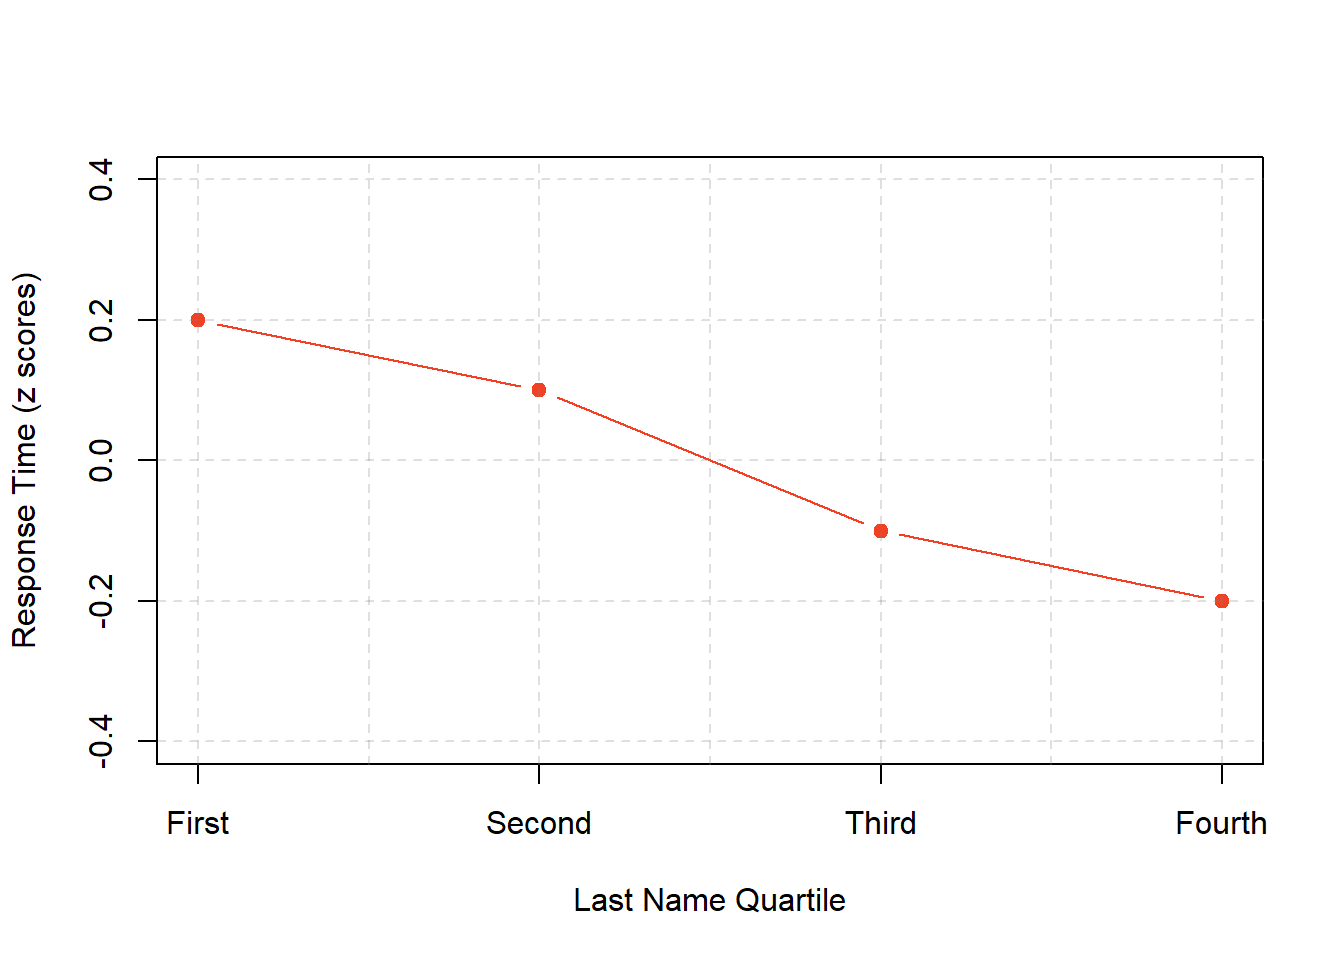 Response Time (z scores)
0.4
0.2
0.0
-0.2
-0.4
First Second Third Fourth
Last Name Quartile